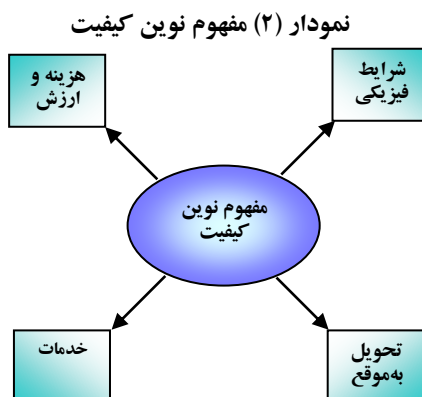 نمودار (۲) مفهوم نوین کیفیت
شرایط
فیزیکی
هزینه و
ارزش
مفهوم نوین
کیفیت
تحویل
به‌موقع
خدمات